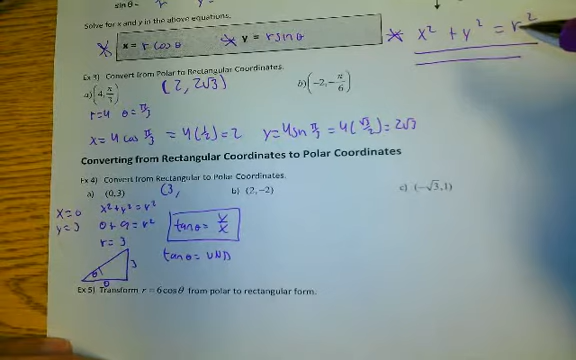 sin θ =
Solve for x and y in the above equations.
* x = r cos θ * y = r sin θ * x² + y² = r²
Ex 3) Convert from Polar to Rectangular Coordinates.
a) (4, π/3) (2, 2√3) b) (-2, -π/6)
r=4 θ=π/3
x = 4 cos π/3 = 4(1/2) = 2 y = 4 sin π/3 = 4(√3/2) = 2√3
Converting from Rectangular Coordinates to Polar Coordinates
Ex 4) Convert from Rectangular to Polar Coordinates.
a) (0,3) (3, b) (2,-2) c) (-√3,1)
x=0 x²+y²=r²
y=3 0+9=r² tan θ = y/x
r=3
tan θ = UND
θ 3
0
Ex 5) Transform r = 6cos θ from polar to rectangular form.